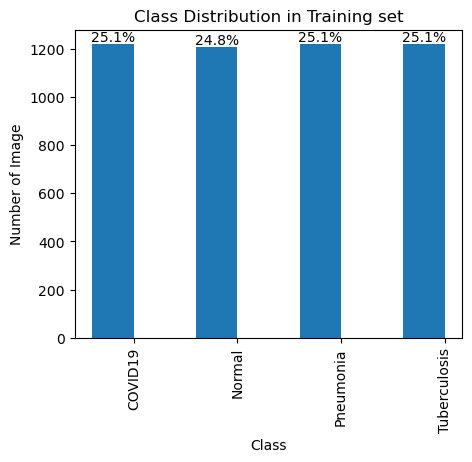 Class Distribution in Training set
25.1%
24.8%
25.1%
25.1%
1200
1000
800
600
400
200
0
Number of Image
COVID19
Normal
Pneumonia
Tuberculosis
Class